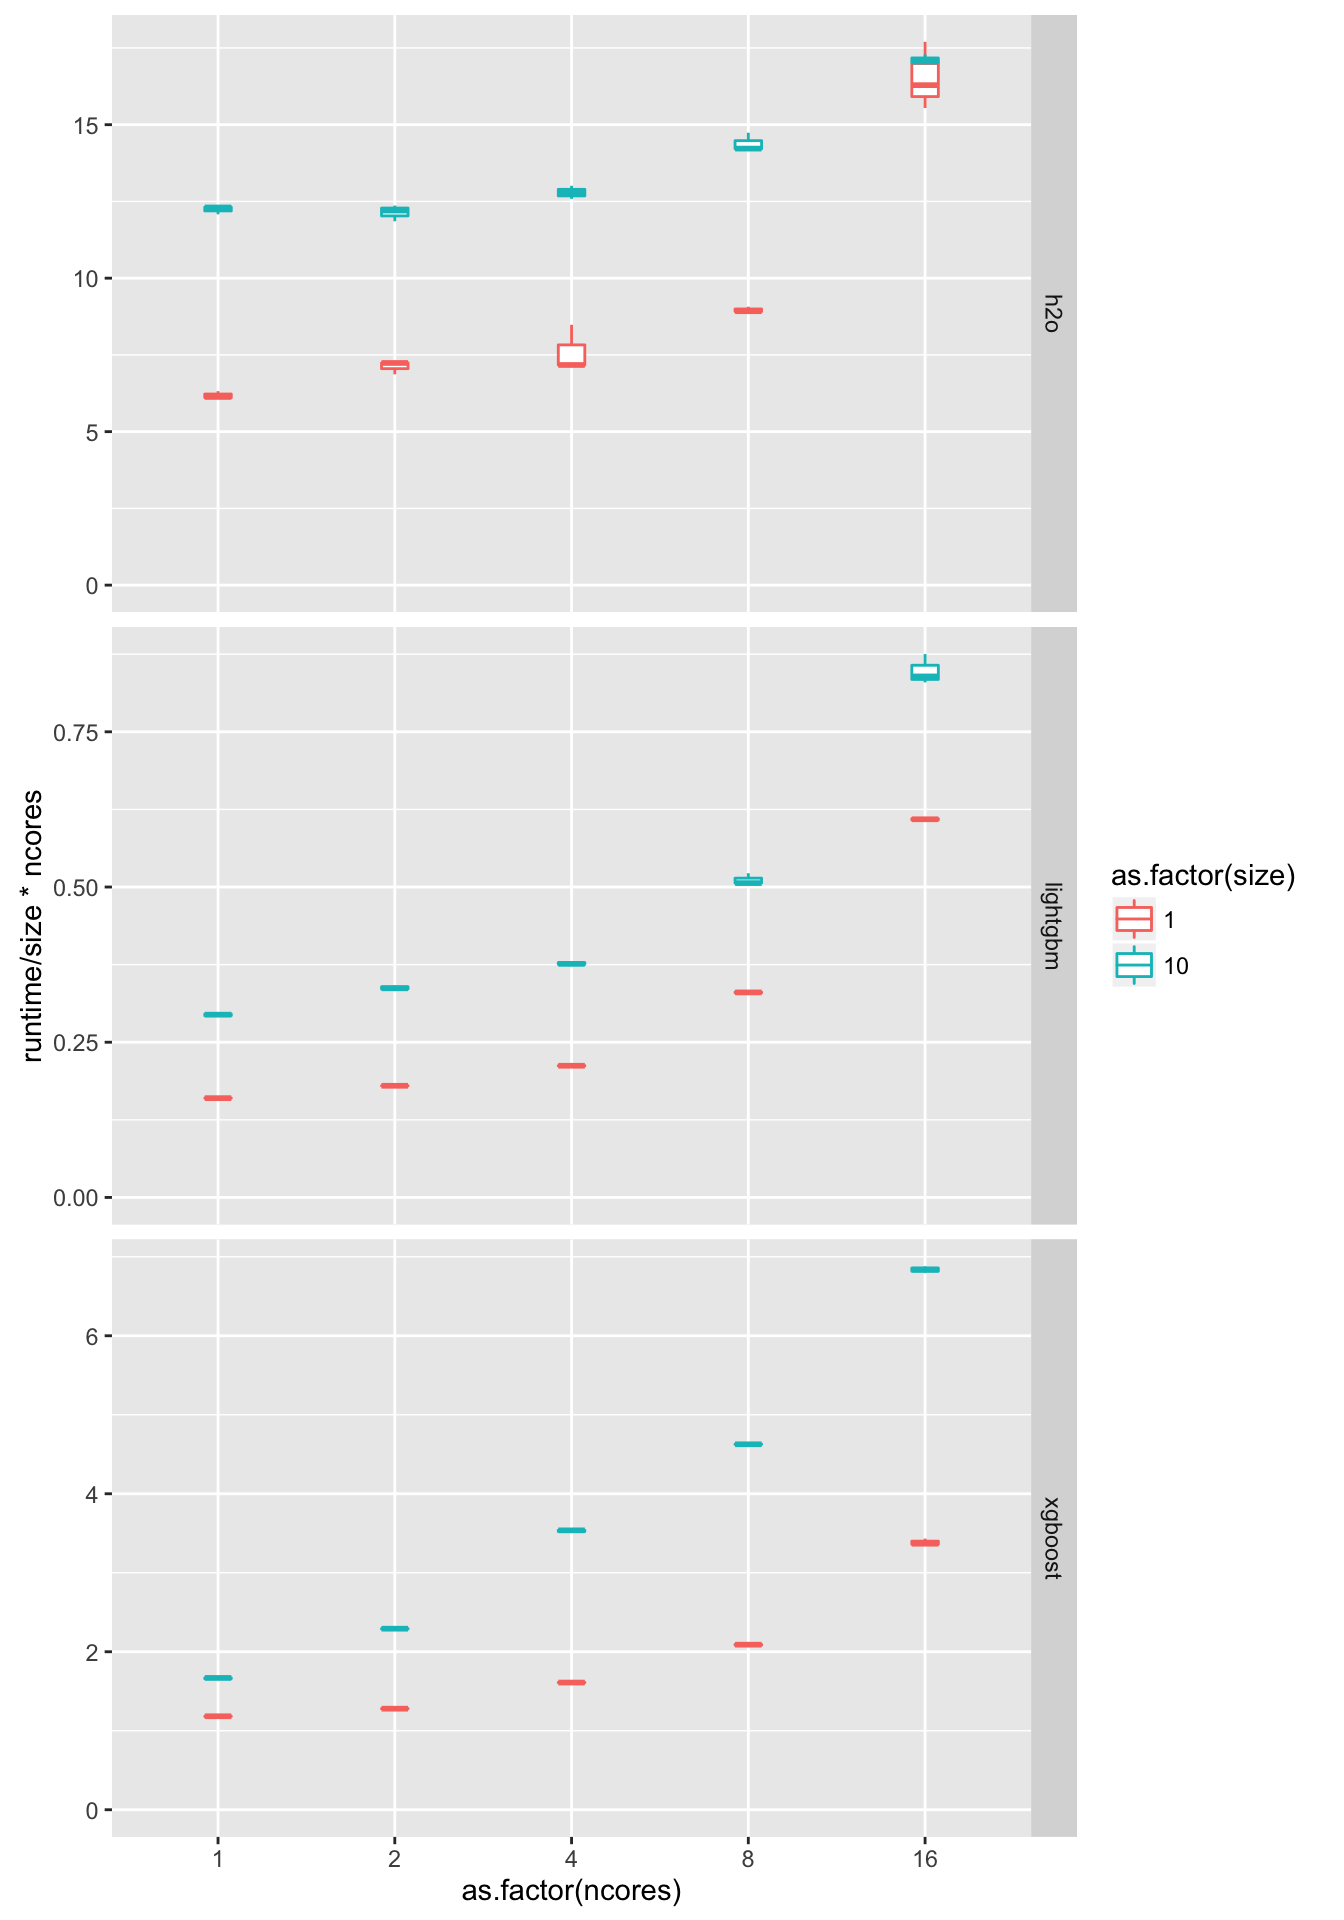 15
10
5
0
h2o
0.75
0.50
0.25
0.00
lightgbm
6
4
2
0
xgboost
1 2 4 8 16
as.factor(ncores)
runtime/size * ncores
as.factor(size)
1
10